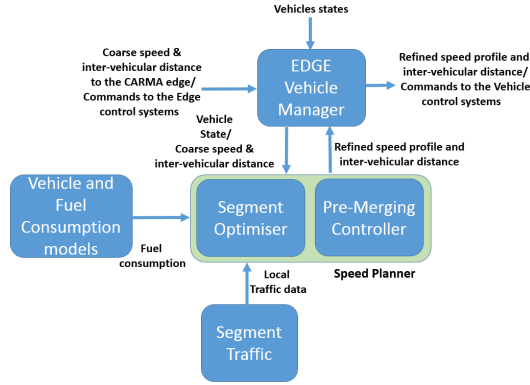 Vehicles states
Coarse speed &
inter-vehicular distance
to the CARMA edge/
Commands to the Edge
control systems
EDGE
Vehicle
Manager
Refined speed profile and
inter-vehicular distance/
Commands to the Vehicle
control systems
Vehicle
State/
Coarse speed &
inter-vehicular distance
Refined speed profile and
inter-vehicular distance
Vehicle and
Fuel
Consumption
models
Fuel
consumption
Segment
Optimiser
Pre-Merging
Controller
Speed Planner
Local
Traffic data
Segment
Traffic